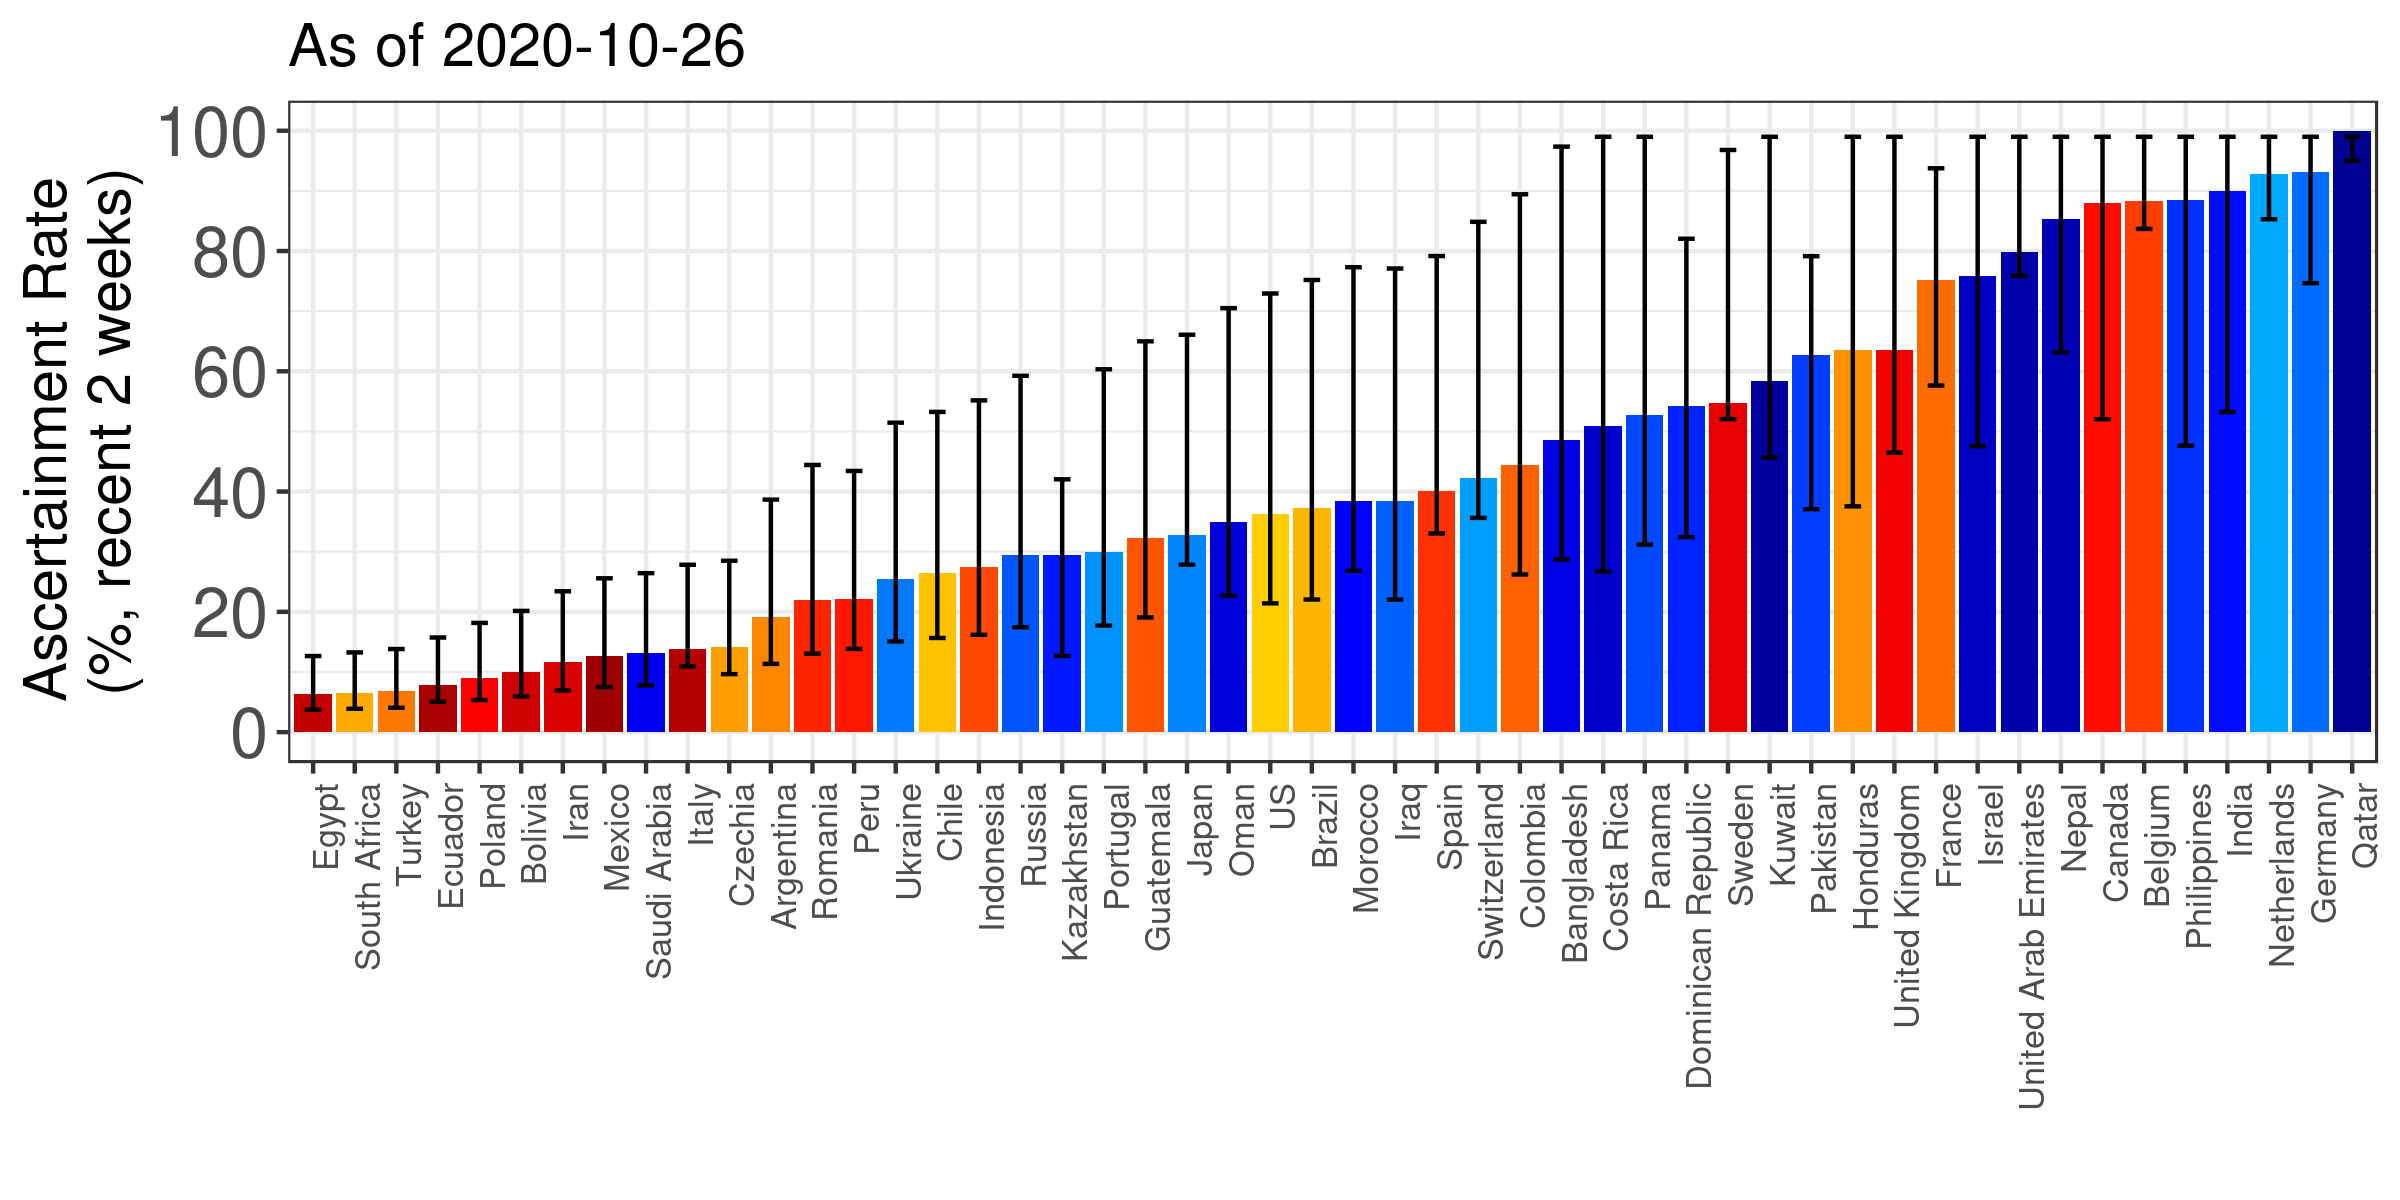 As of 2020-10-26
Ascertainment Rate
(%, recent 2 weeks)
100
80
60
40
20
0
Egypt
South Africa
Turkey
Ecuador
Poland
Bolivia
Iran
Mexico
Saudi Arabia
Italy
Czechia
Argentina
Romania
Peru
Ukraine
Chile
Indonesia
Russia
Kazakhstan
Portugal
Guatemala
Japan
Oman
US
Brazil
Morocco
Iraq
Spain
Switzerland
Colombia
Bangladesh
Costa Rica
Panama
Dominican Republic
Sweden
Kuwait
Pakistan
Honduras
United Kingdom
France
Israel
United Arab Emirates
Nepal
Canada
Belgium
Philippines
India
Netherlands
Germany
Qatar